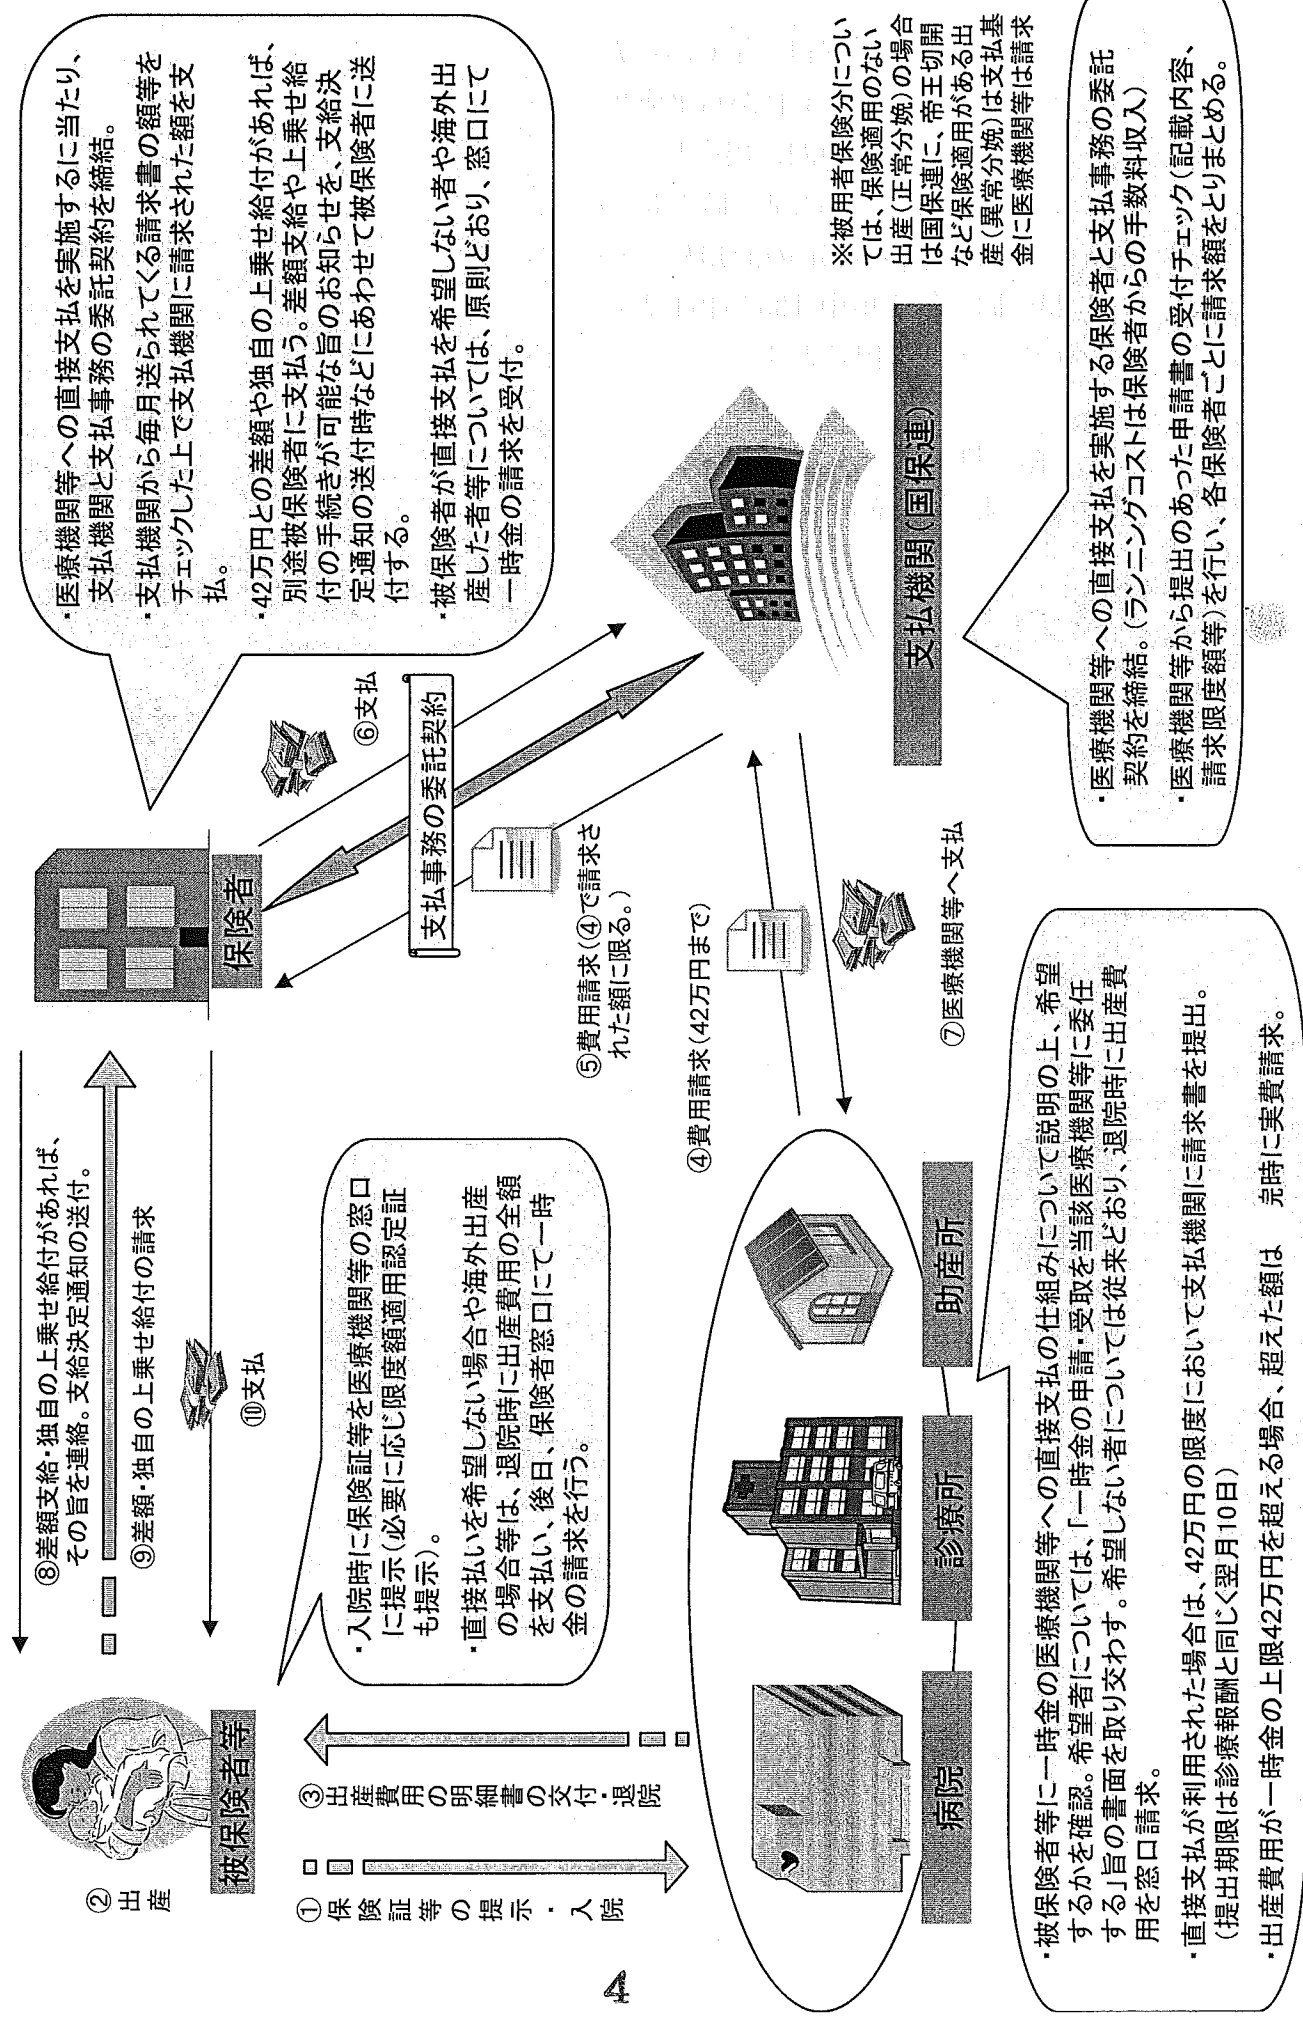 ⑧差額支給・独自の上乗せ給付があれば、
その旨を連絡。支給決定通知の送付。
⑨差額・独自の上乗せ給付の請求
⑩支払
②出産
被保険者等
保険者
・医療機関等への直接支払を実施するに当たり、
支払機関と支払事務の委託契約を締結。
・支払機関から毎月送られてくる請求書の額等を
チェックした上で支払機関に請求された額を支
払。
・42万円との差額や独自の上乗せ給付があれば、
別途被保険者に支払う。差額支給や上乗せ給
付の手続きが可能な旨のお知らせを、支給決
定通知の送付時などにあわせて被保険者に送
付する。
・被保険者が直接支払を希望しない者や海外出
産した者等については、原則どおり、窓口にて
一時金の請求を受付。
①保険証等の提示・入院
③出産費用の明細書の交付・退院
・入院時に保険証等を医療機関等の窓口
に提示(必要に応じ限度額適用認定証
も提示)。
・直接払いを希望しない場合や海外出産
の場合等は、退院時に出産費用の全額
を支払い、後日、保険者窓口にて一時
金の請求を行う。
⑥支払
支払事務の委託契約
⑤費用請求(④で請求さ
れた額に限る。)
④費用請求(42万円まで)
⑦医療機関等へ支払
病院
診療所
助産所
支払機関(国保連)
※被用者保険分につい
ては、保険適用のない
出産(正常分娩)の場合
は国保連に、帝王切開
など保険適用がある出
産(異常分娩)は支払基
金に医療機関等は請求
・被保険者等に一時金の医療機関等への直接支払の仕組みについて説明の上、希望
するかを確認。希望者については、「一時金の申請・受取を当該医療機関等に委任
する」旨の書面を取り交わす。希望しない者については従来どおり、退院時に出産費
用を窓口請求。
・直接支払が利用された場合は、42万円の限度において支払機関に請求書を提出。
(提出期限は診療報酬と同じく翌月10日)
・出産費用が一時金の上限42万円を超える場合、超えた額は 時に実費請求。
・医療機関等への直接支払を実施する保険者と支払事務の委託
契約を締結。(ランニングコストは保険者からの手数料収入)
・医療機関等から提出のあった申請書の受付チェック(記載内容、
請求限度額等)を行い、各保険者ごとに請求額をとりまとめる。
4